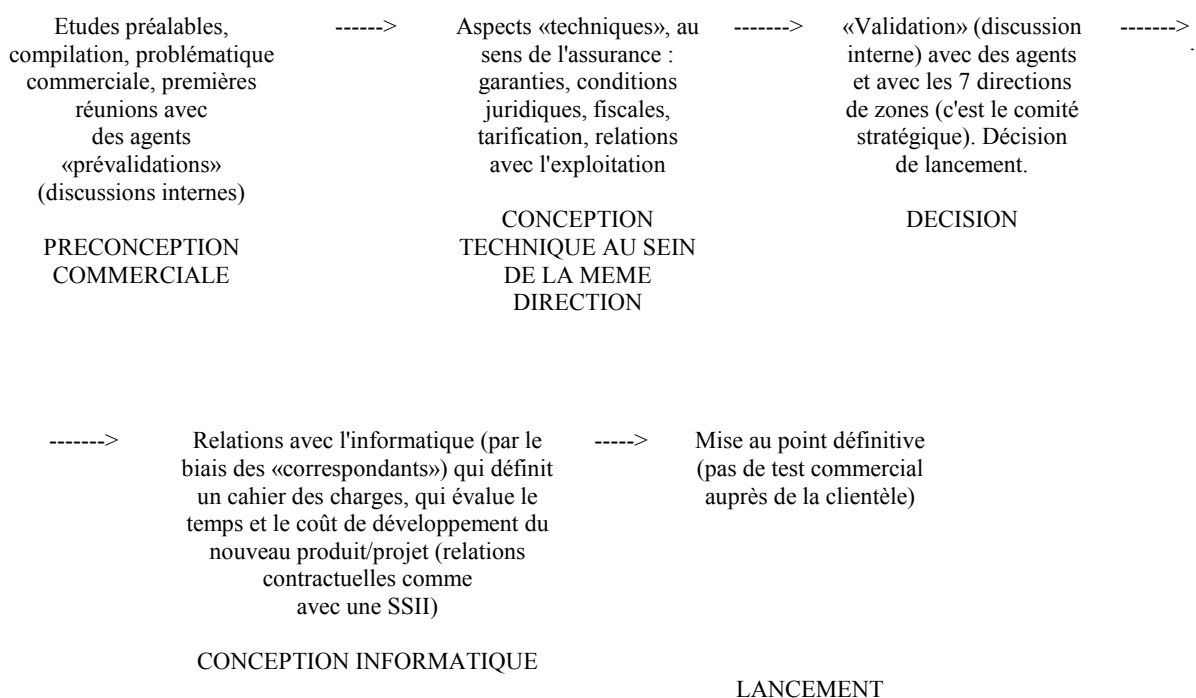 Etudes préalables,
compilation, problématique
commerciale, premières
réunions avec
des agents
«prévalidations»
(discussions internes)
PRECONCEPTION
COMMERCIALE
------>
Aspects «techniques», au
sens de l'assurance :
garanties, conditions
juridiques, fiscales,
tarification, relations
avec l'exploitation
CONCEPTION
TECHNIQUE AU SEIN
DE LA MEME
DIRECTION
------->
«Validation» (discussion
interne) avec des agents
et avec les 7 directions
de zones (c'est le comité
stratégique). Décision
de lancement.
DECISION
------->
.
------->
Relations avec l'informatique (par le
biais des «correspondants») qui définit
un cahier des charges, qui évalue le
temps et le coût de développement du
nouveau produit/projet (relations
contractuelles comme
avec une SSII)
CONCEPTION INFORMATIQUE
----->
Mise au point définitive
(pas de test commercial
auprès de la clientèle)
LANCEMENT